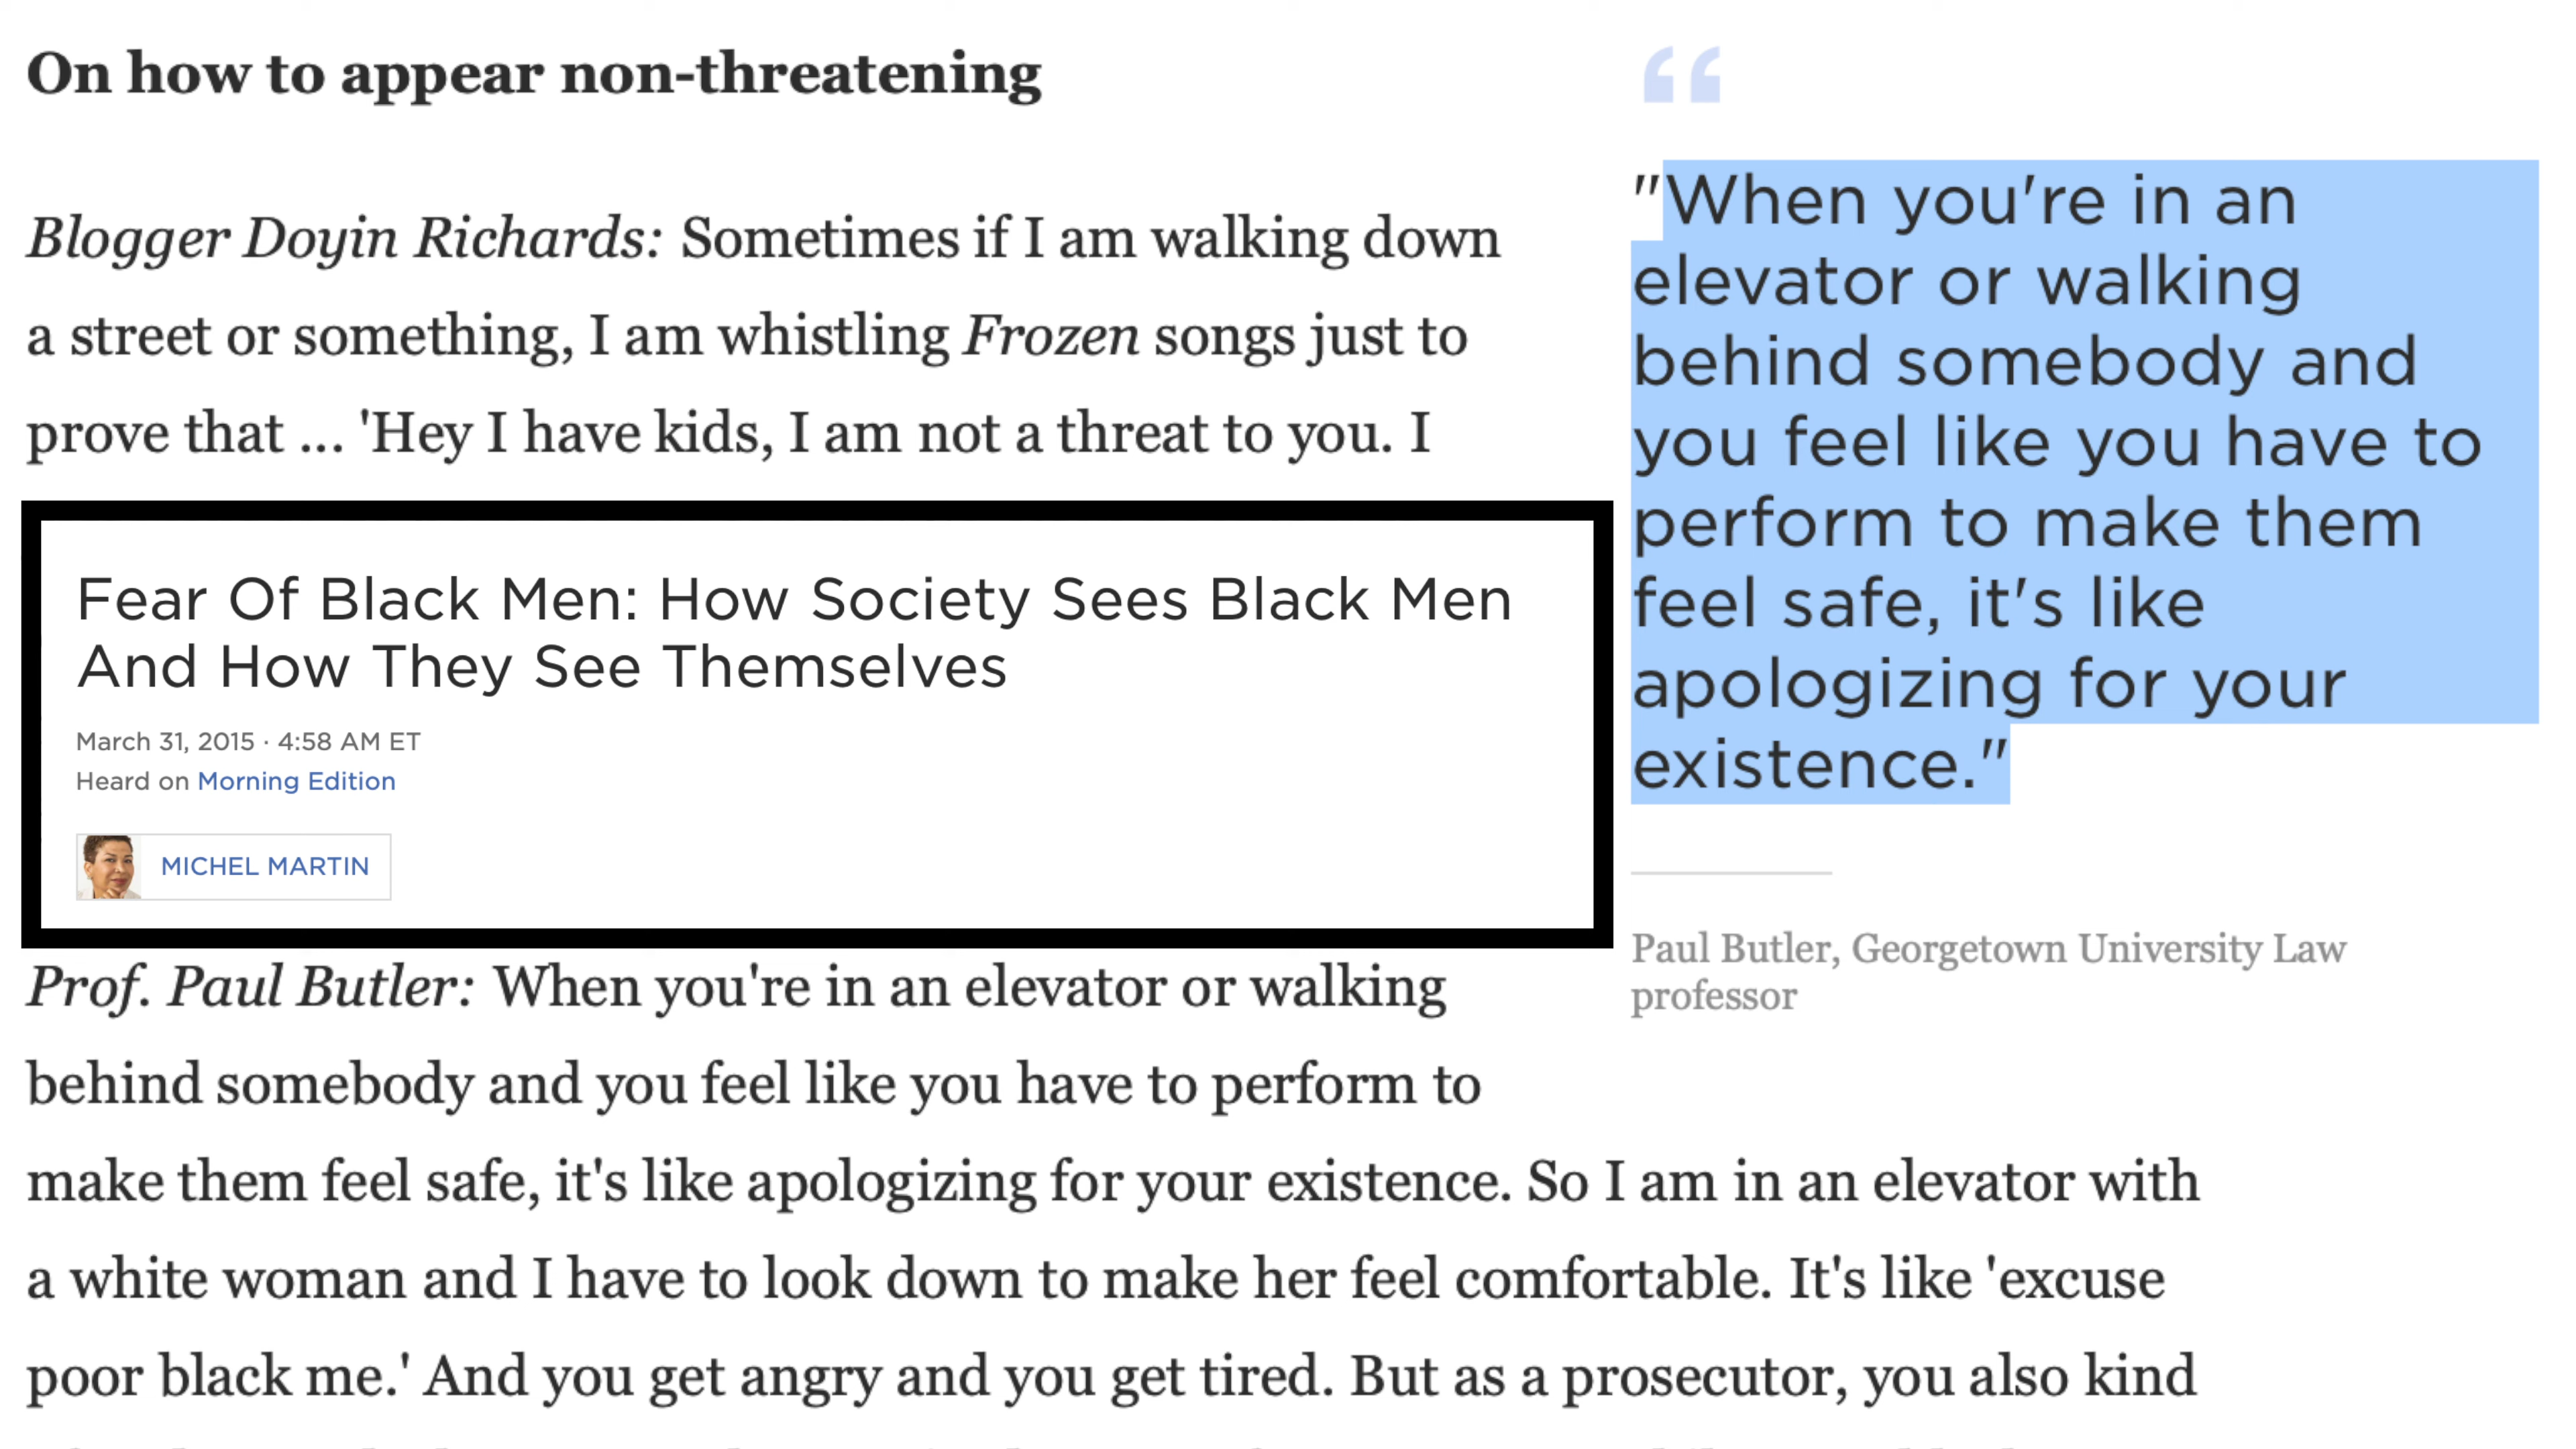 On how to appear non-threatening
Blogger Doyin Richards: Sometimes if I am walking down
a street or something, I am whistling Frozen songs just to
prove that ... 'Hey I have kids, I am not a threat to you. I
Fear Of Black Men: How Society Sees Black Men
And How They See Themselves
March 31, 2015 · 4:58 AM ET
Heard on Morning Edition
MICHEL MARTIN
Prof. Paul Butler: When you're in an elevator or walking
behind somebody and you feel like you have to perform to
make them feel safe, it's like apologizing for your existence. So I am in an elevator with
a white woman and I have to look down to make her feel comfortable. It's like 'excuse
poor black me.' And you get angry and you get tired. But as a prosecutor, you also kind
“
"When you're in an
elevator or walking
behind somebody and
you feel like you have to
perform to make them
feel safe, it's like
apologizing for your
existence."
Paul Butler, Georgetown University Law
professor